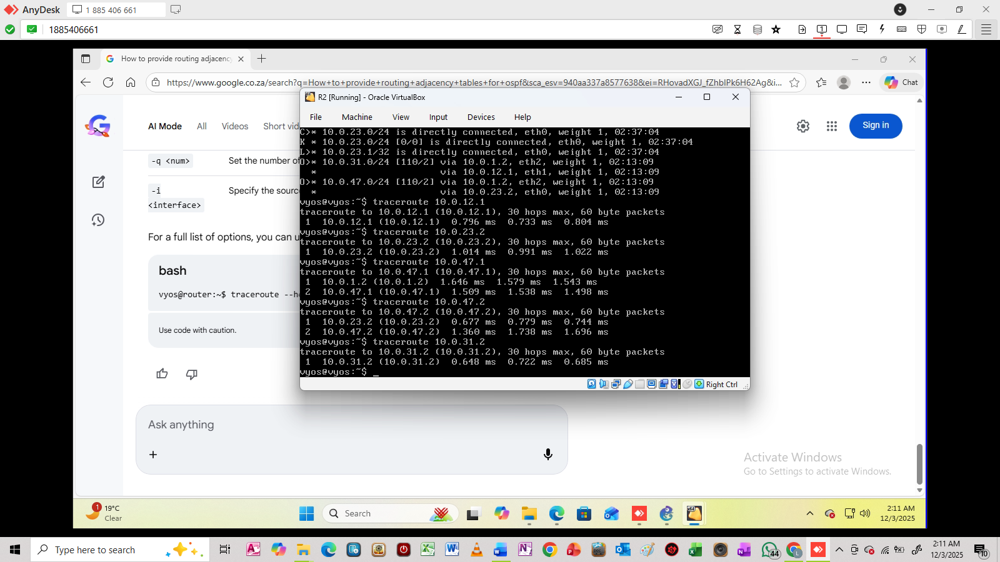 AnyDesk
1 885 406 661
1885406661
How to provide routing adjacency
https://www.google.co.za/search?q=How+to+provide+routing+adjacency+tables+for+ospf&sca_esv=940aa337a8577638&ei=RHovadXGJ_fZhbIPk6H62Ag&i...
Chat
R2 [Running] - Oracle VirtualBox
File Machine View Input Devices Help
AI Mode All Videos Short vid
Sign in
-q <num> Set the number of
-i Specify the sourc
<interface>
For a full list of options, you can u
bash
vyos@router:~$ traceroute --he
Use code with caution.
C>* 10.0.23.0/24 is directly connected, eth0, weight 1, 02:37:04
K * 10.0.23.0/24 [0/0] is directly connected, eth0, weight 1, 02:37:04
L>* 10.0.23.1/32 is directly connected, eth0, weight 1, 02:37:04
O>* 10.0.31.0/24 [110/2] via 10.0.1.2, eth2, weight 1, 02:13:09
* via 10.0.12.1, eth1, weight 1, 02:13:09
O>* 10.0.47.0/24 [110/2] via 10.0.1.2, eth2, weight 1, 02:13:09
* via 10.0.23.2, eth0, weight 1, 02:13:09
vyos@vyos:~$ traceroute 10.0.12.1
traceroute to 10.0.12.1 (10.0.12.1), 30 hops max, 60 byte packets
1 10.0.12.1 (10.0.12.1) 0.796 ms 0.733 ms 0.804 ms
vyos@vyos:~$ traceroute 10.0.23.2
traceroute to 10.0.23.2 (10.0.23.2), 30 hops max, 60 byte packets
1 10.0.23.2 (10.0.23.2) 1.014 ms 0.991 ms 1.022 ms
vyos@vyos:~$ traceroute 10.0.47.1
traceroute to 10.0.47.1 (10.0.47.1), 30 hops max, 60 byte packets
1 10.0.1.2 (10.0.1.2) 1.646 ms 1.579 ms 1.543 ms
2 10.0.47.1 (10.0.47.1) 1.509 ms 1.538 ms 1.498 ms
vyos@vyos:~$ traceroute 10.0.47.2
traceroute to 10.0.47.2 (10.0.47.2), 30 hops max, 60 byte packets
1 10.0.23.2 (10.0.23.2) 0.677 ms 0.779 ms 0.744 ms
2 10.0.47.2 (10.0.47.2) 1.360 ms 1.738 ms 1.696 ms
vyos@vyos:~$ traceroute 10.0.31.2
traceroute to 10.0.31.2 (10.0.31.2), 30 hops max, 60 byte packets
1 10.0.31.2 (10.0.31.2) 0.648 ms 0.722 ms 0.685 ms
vyos@vyos:~$ _
Right Ctrl
Ask anything
Activate Windows
Go to Settings to activate Windows.
1
19°C
Clear
Search
2:11 AM
12/3/2025
Type here to search
44
2:11 AM
12/3/2025
10